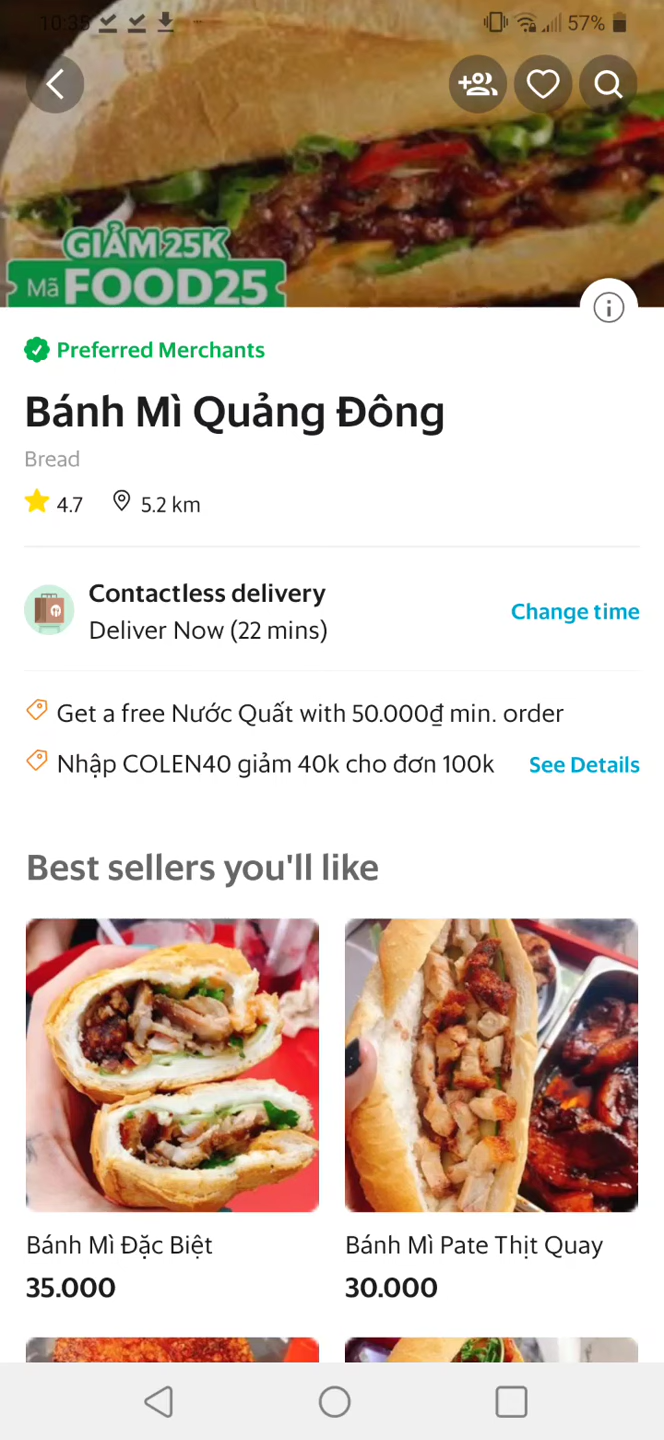 10:35
57%
GIẢM 25K
Mã FOOD25
Preferred Merchants
Bánh Mì Quảng Đông
Bread
4.7 5.2 km
Contactless delivery
Deliver Now (22 mins)
Change time
Get a free Nước Quất with 50.000₫ min. order
Nhập COLEN40 giảm 40k cho đơn 100k
See Details
Best sellers you'll like
Bánh Mì Đặc Biệt
35.000
Bánh Mì Pate Thịt Quay
30.000